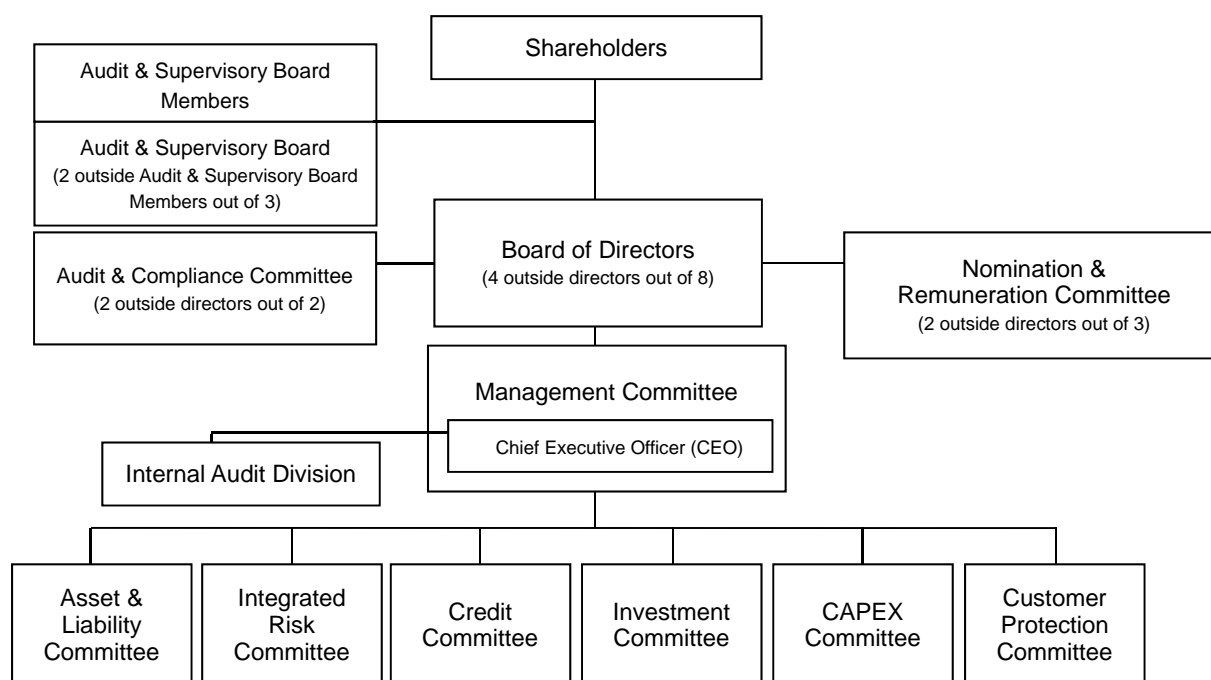 Shareholders
Audit & Supervisory Board
Members
Audit & Supervisory Board
(2 outside Audit & Supervisory Board
Members out of 3)
Board of Directors
(4 outside directors out of 8)
Audit & Compliance Committee
(2 outside directors out of 2)
Nomination &
Remuneration Committee
(2 outside directors out of 3)
Management Committee
Chief Executive Officer (CEO)
Internal Audit Division
Asset &
Liability
Committee
Integrated
Risk
Committee
Credit
Committee
Investment
Committee
CAPEX
Committee
Customer
Protection
Committee